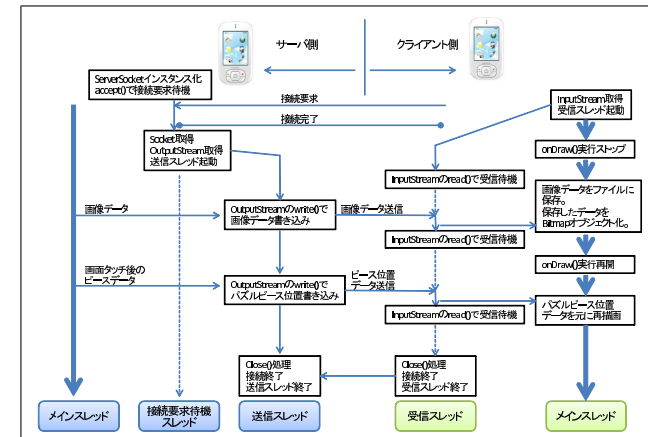 サーバ側
クライアント側
ServerSocketインスタンス化
accept()で接続要求待機
接続要求
InputStream取得
受信スレッド起動
接続完了
Socket取得
OutputStream取得
送信スレッド起動
onDraw()実行ストップ
InputStreamのread()で受信待機
画像データをファイルに
保存。
保存したデータを
Bitmapオブジェクト化。
画像データ
OutputStreamのwrite()で
画像データ書き込み
画像データ送信
InputStreamのread()で受信待機
onDraw()実行再開
画面タッチ後の
ピースデータ
OutputStreamのwrite()で
パズルピース位置書き込み
ピース位置
データ送信
InputStreamのread()で受信待機
パズルピース位置
データを元に再描画
Close()処理
接続終了
送信スレッド終了
Close()処理
接続終了
受信スレッド終了
メインスレッド
接続要求待機
スレッド
送信スレッド
受信スレッド
メインスレッド